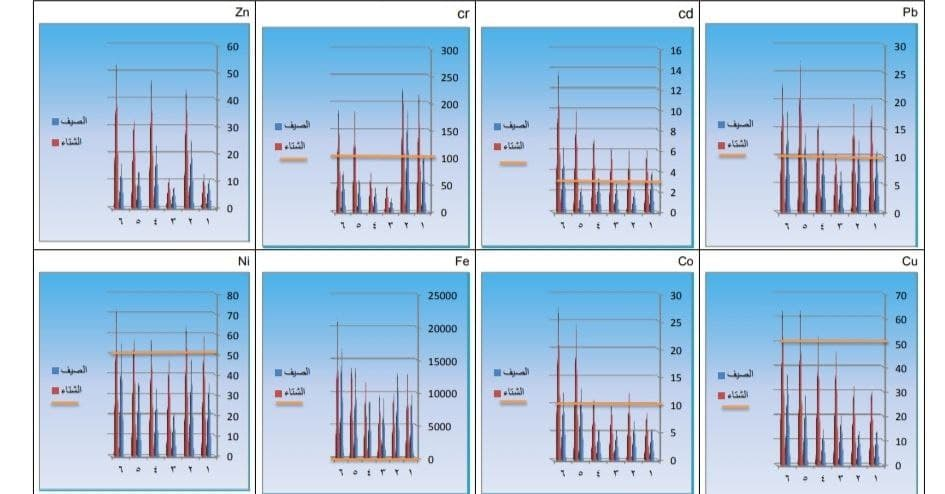 Zn
60
50
40
30
20
10
0
الصيف
الشتاء
٦ ٥ ٤ ٣ ٢ ١
cr
300
250
200
150
100
50
0
الصيف
الشتاء
٦ ٥ ٤ ٣ ٢ ١
cd
16
14
12
10
8
6
4
2
0
الصيف
الشتاء
٦ ٥ ٤ ٣ ٢ ١
Pb
30
25
20
15
10
5
0
الصيف
الشتاء
٦ ٥ ٤ ٣ ٢ ١
Ni
80
70
60
50
40
30
20
10
0
الصيف
الشتاء
٦ ٥ ٤ ٣ ٢ ١
Fe
25000
20000
15000
10000
5000
0
الصيف
الشتاء
٦ ٥ ٤ ٣ ٢ ١
Co
30
25
20
15
10
5
0
الصيف
الشتاء
٦ ٥ ٤ ٣ ٢ ١
Cu
70
60
50
40
30
20
10
0
الصيف
الشتاء
٦ ٥ ٤ ٣ ٢ ١